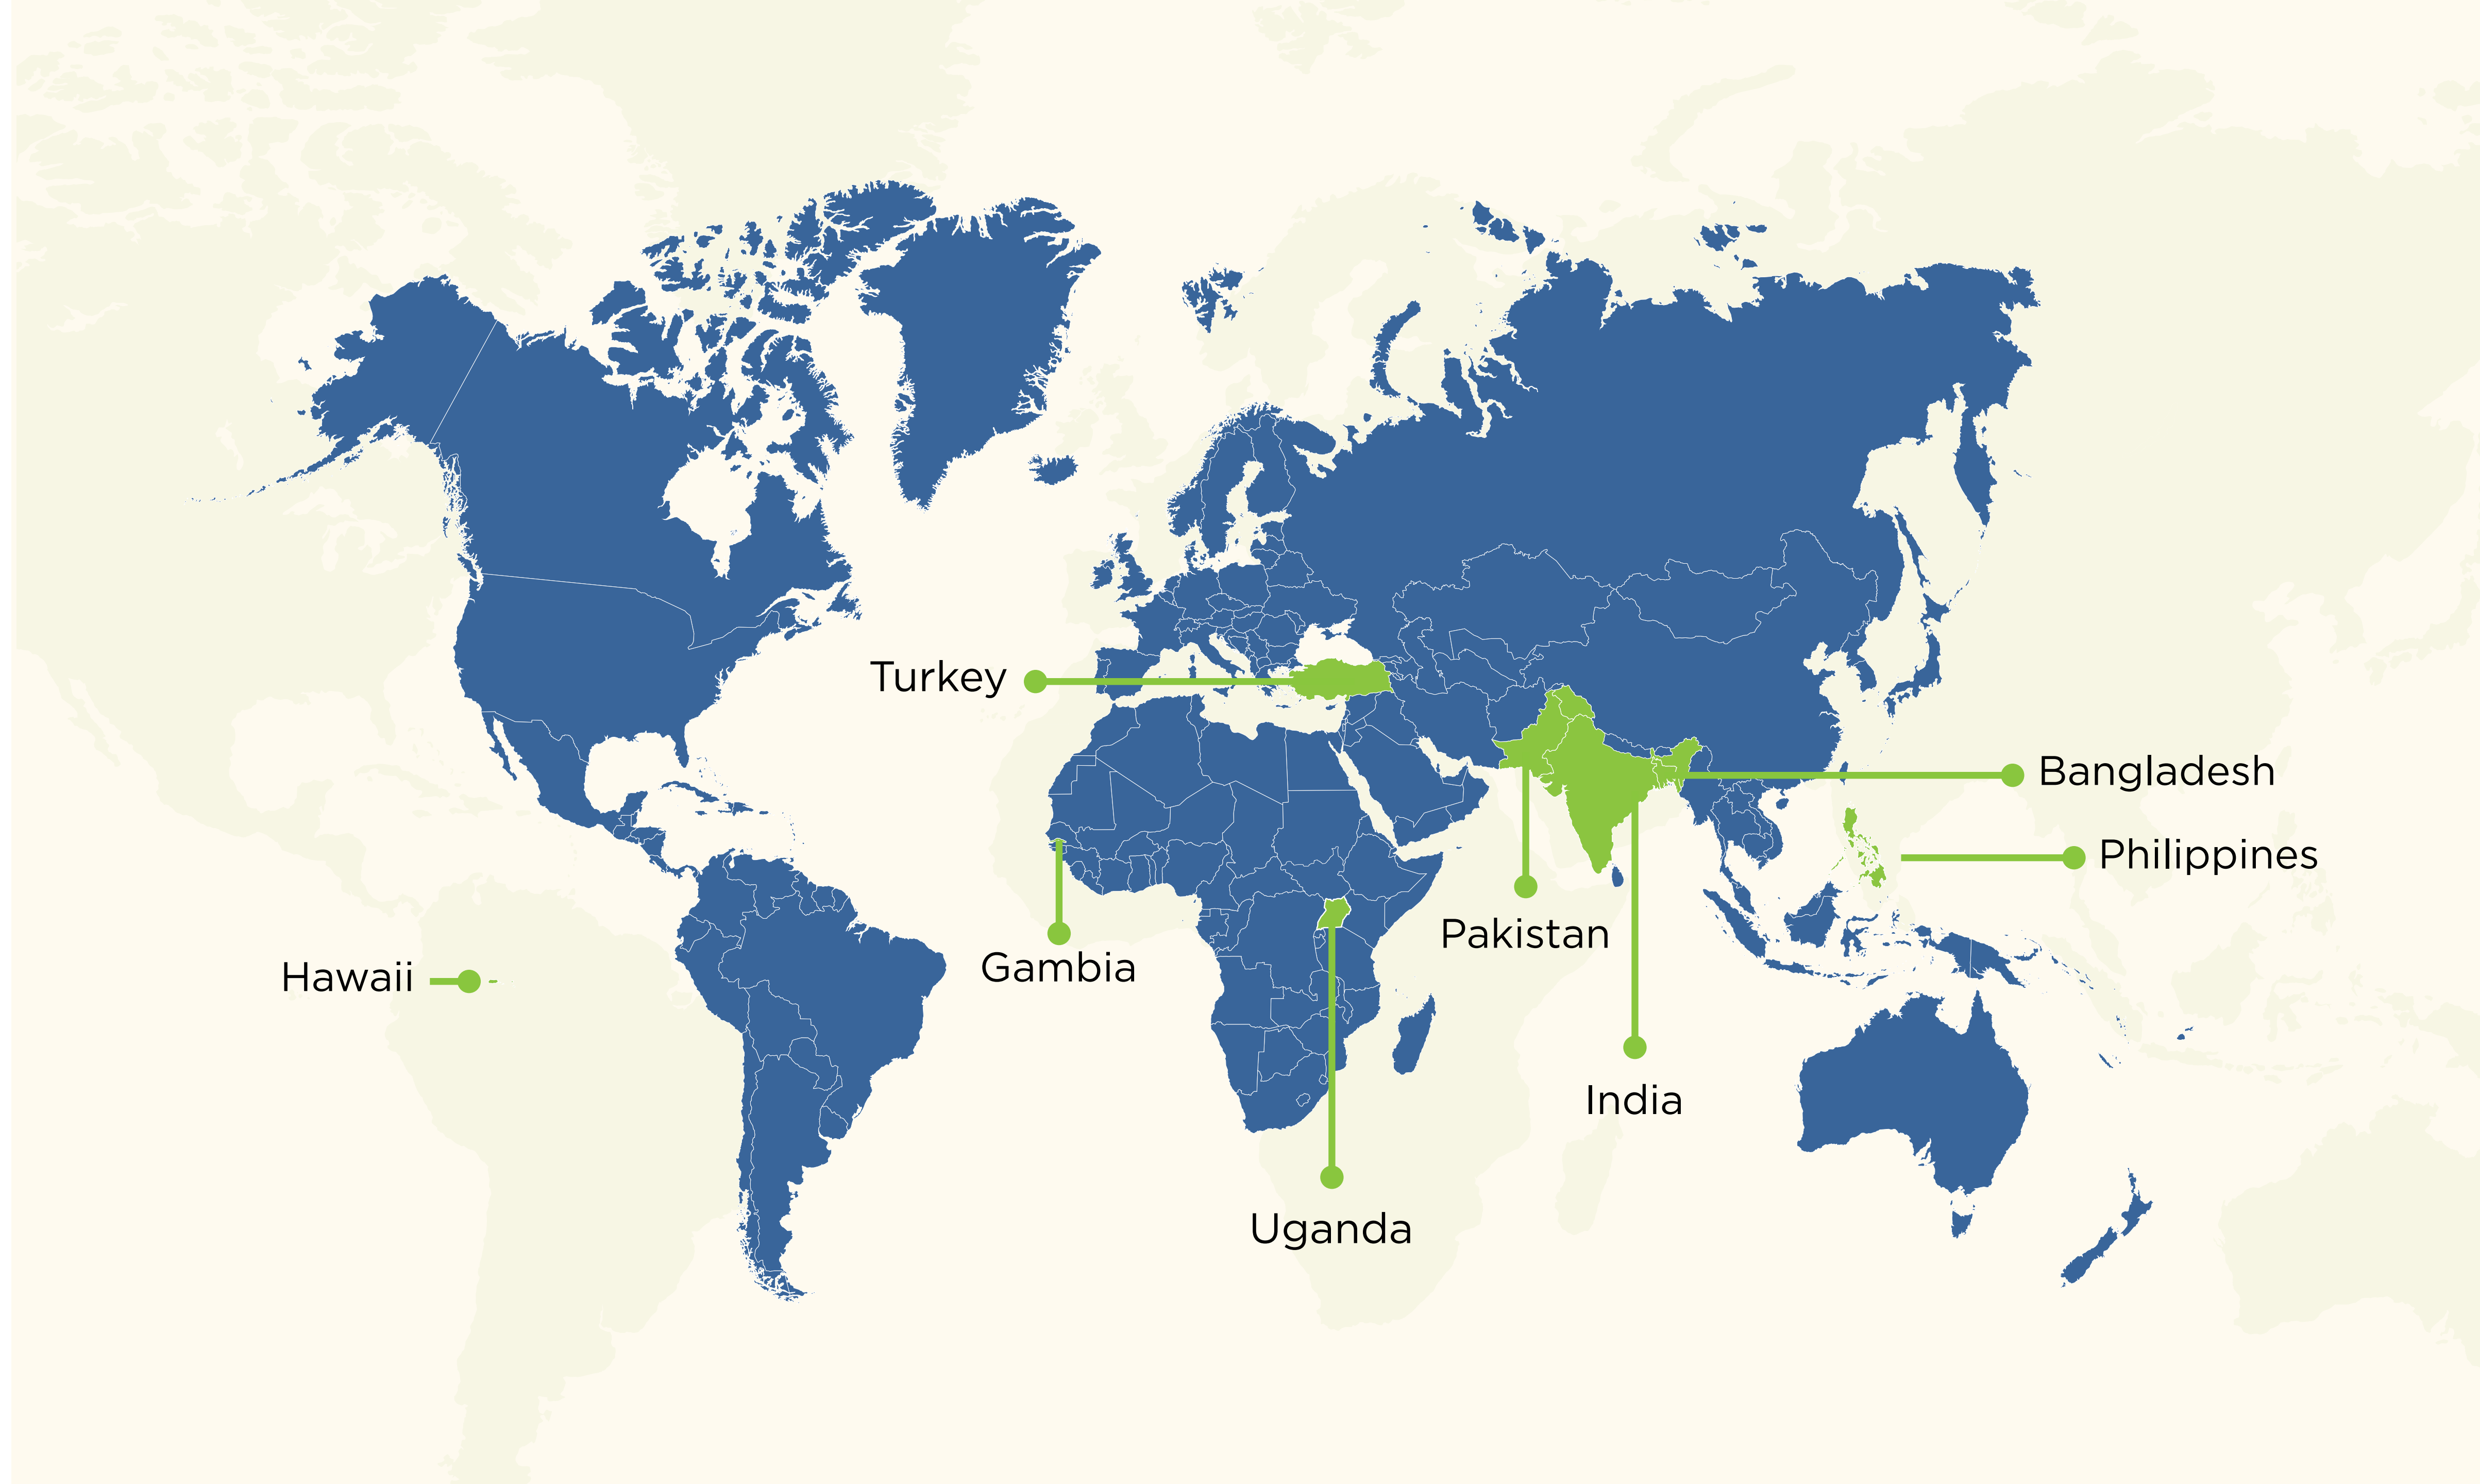 Turkey
Bangladesh
Philippines
Pakistan
Gambia
Hawaii
India
Uganda